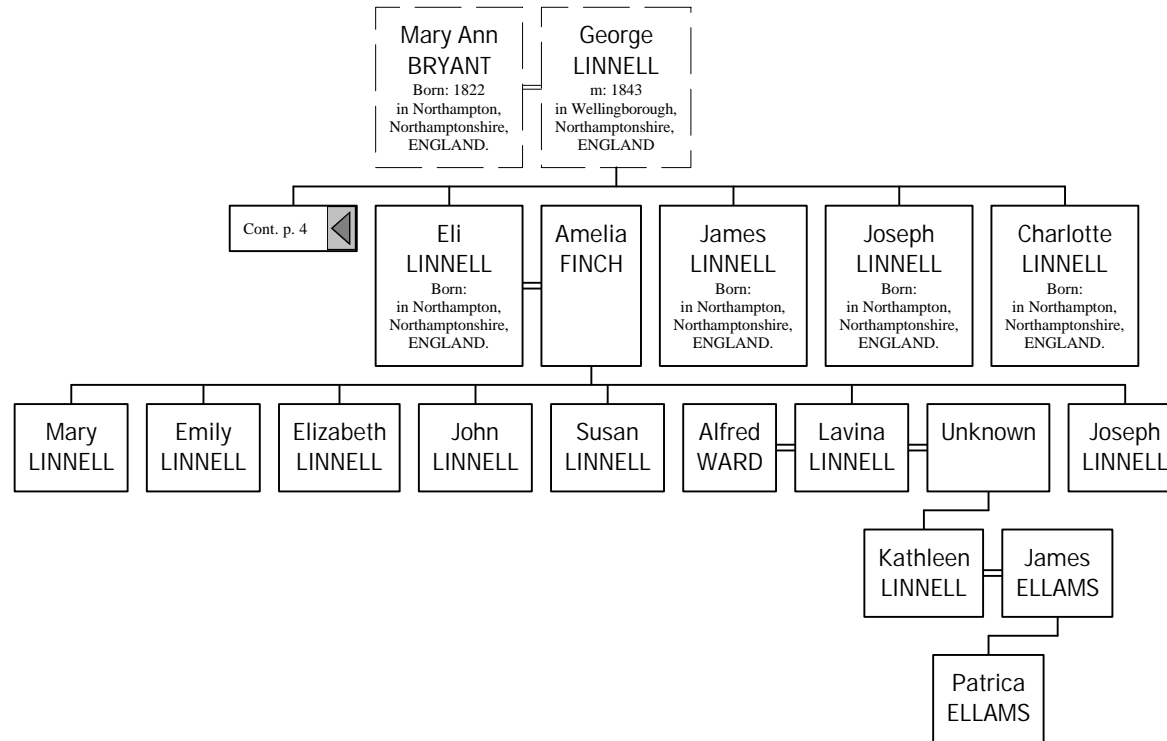 Mary Ann
BRYANT
Born: 1822
in Northampton,
Northamptonshire,
ENGLAND.
George
LINNELL
m: 1843
in Wellingborough,
Northamptonshire,
ENGLAND
Cont. p. 4
Eli
LINNELL
Born:
in Northampton,
Northamptonshire,
ENGLAND.
Amelia
FINCH
James
LINNELL
Born:
in Northampton,
Northamptonshire,
ENGLAND.
Joseph
LINNELL
Born:
in Northampton,
Northamptonshire,
ENGLAND.
Charlotte
LINNELL
Born:
in Northampton,
Northamptonshire,
ENGLAND.
Mary
LINNELL
Emily
LINNELL
Elizabeth
LINNELL
John
LINNELL
Susan
LINNELL
Alfred
WARD
Lavina
LINNELL
Unknown
Joseph
LINNELL
Kathleen
LINNELL
James
ELLAMS
Patrica
ELLAMS